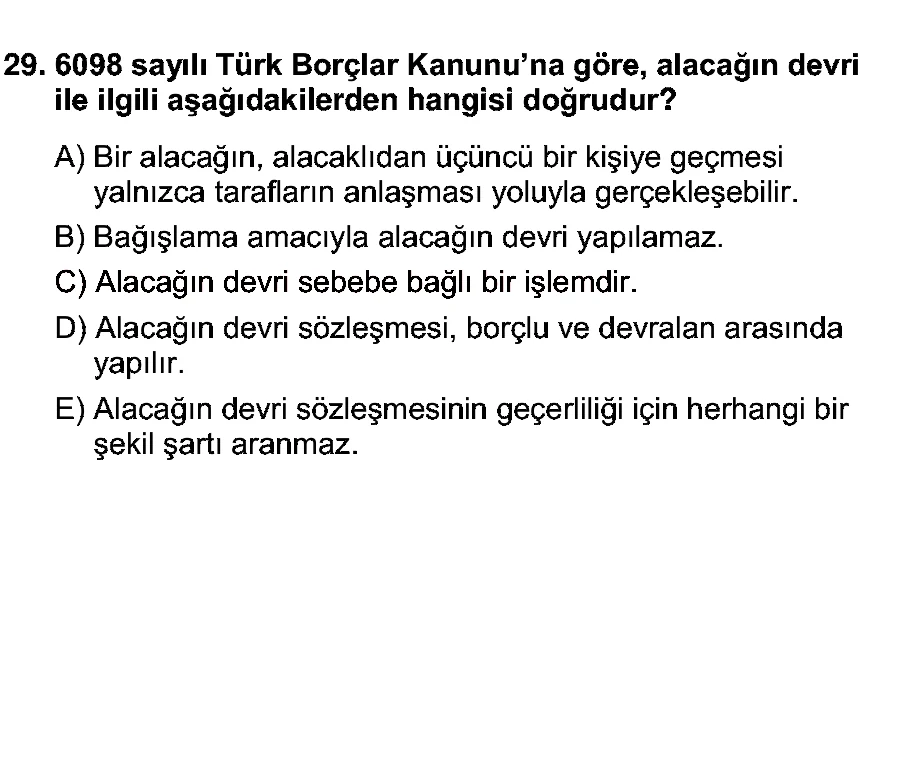 29. 6098 sayılı Türk Borçlar Kanunu’na göre, alacağın devri
ile ilgili aşağıdakilerden hangisi doğrudur?
A) Bir alacağın, alacaklıdan üçüncü bir kişiye geçmesi
yalnızca tarafların anlaşması yoluyla gerçekleşebilir.
B) Bağışlama amacıyla alacağın devri yapılamaz.
C) Alacağın devri sebebe bağlı bir işlemdir.
D) Alacağın devri sözleşmesi, borçlu ve devralan arasında
yapılır.
E) Alacağın devri sözleşmesinin geçerliliği için herhangi bir
şekil şartı aranmaz.